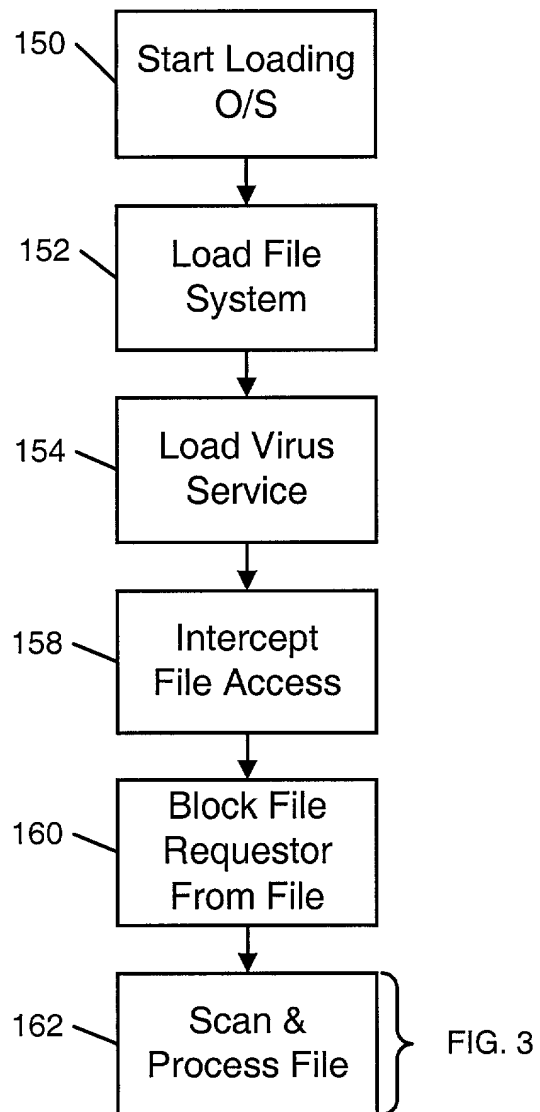 150
Start Loading
O/S
152
Load File
System
154
Load Virus
Service
158
Intercept
File Access
160
Block File
Requestor
From File
162
Scan &
Process File
FIG. 3